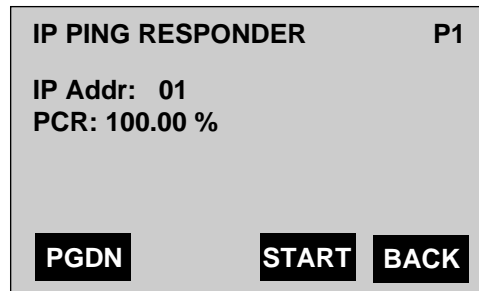 IP PING RESPONDER P1
IP Addr: 01
PCR: 100.00 %
PGDN START BACK